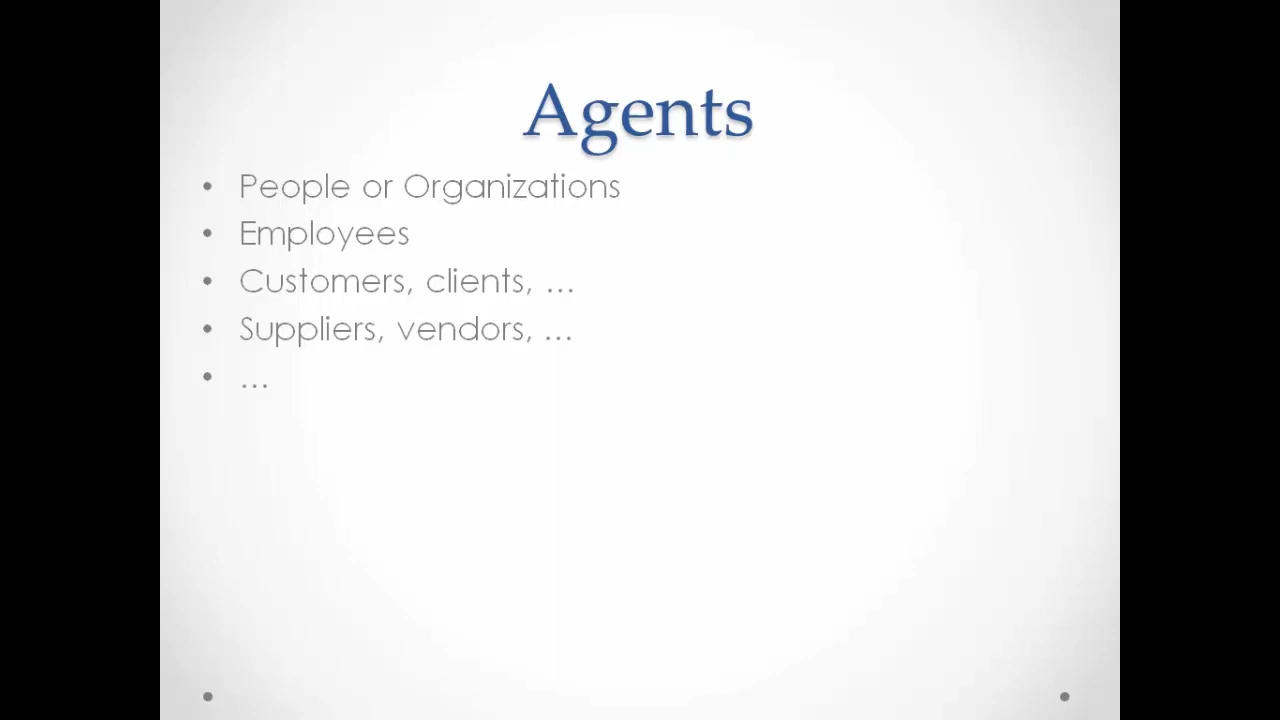 Agents
• People or Organizations
• Employees
• Customers, clients, …
• Suppliers, vendors, …
• …